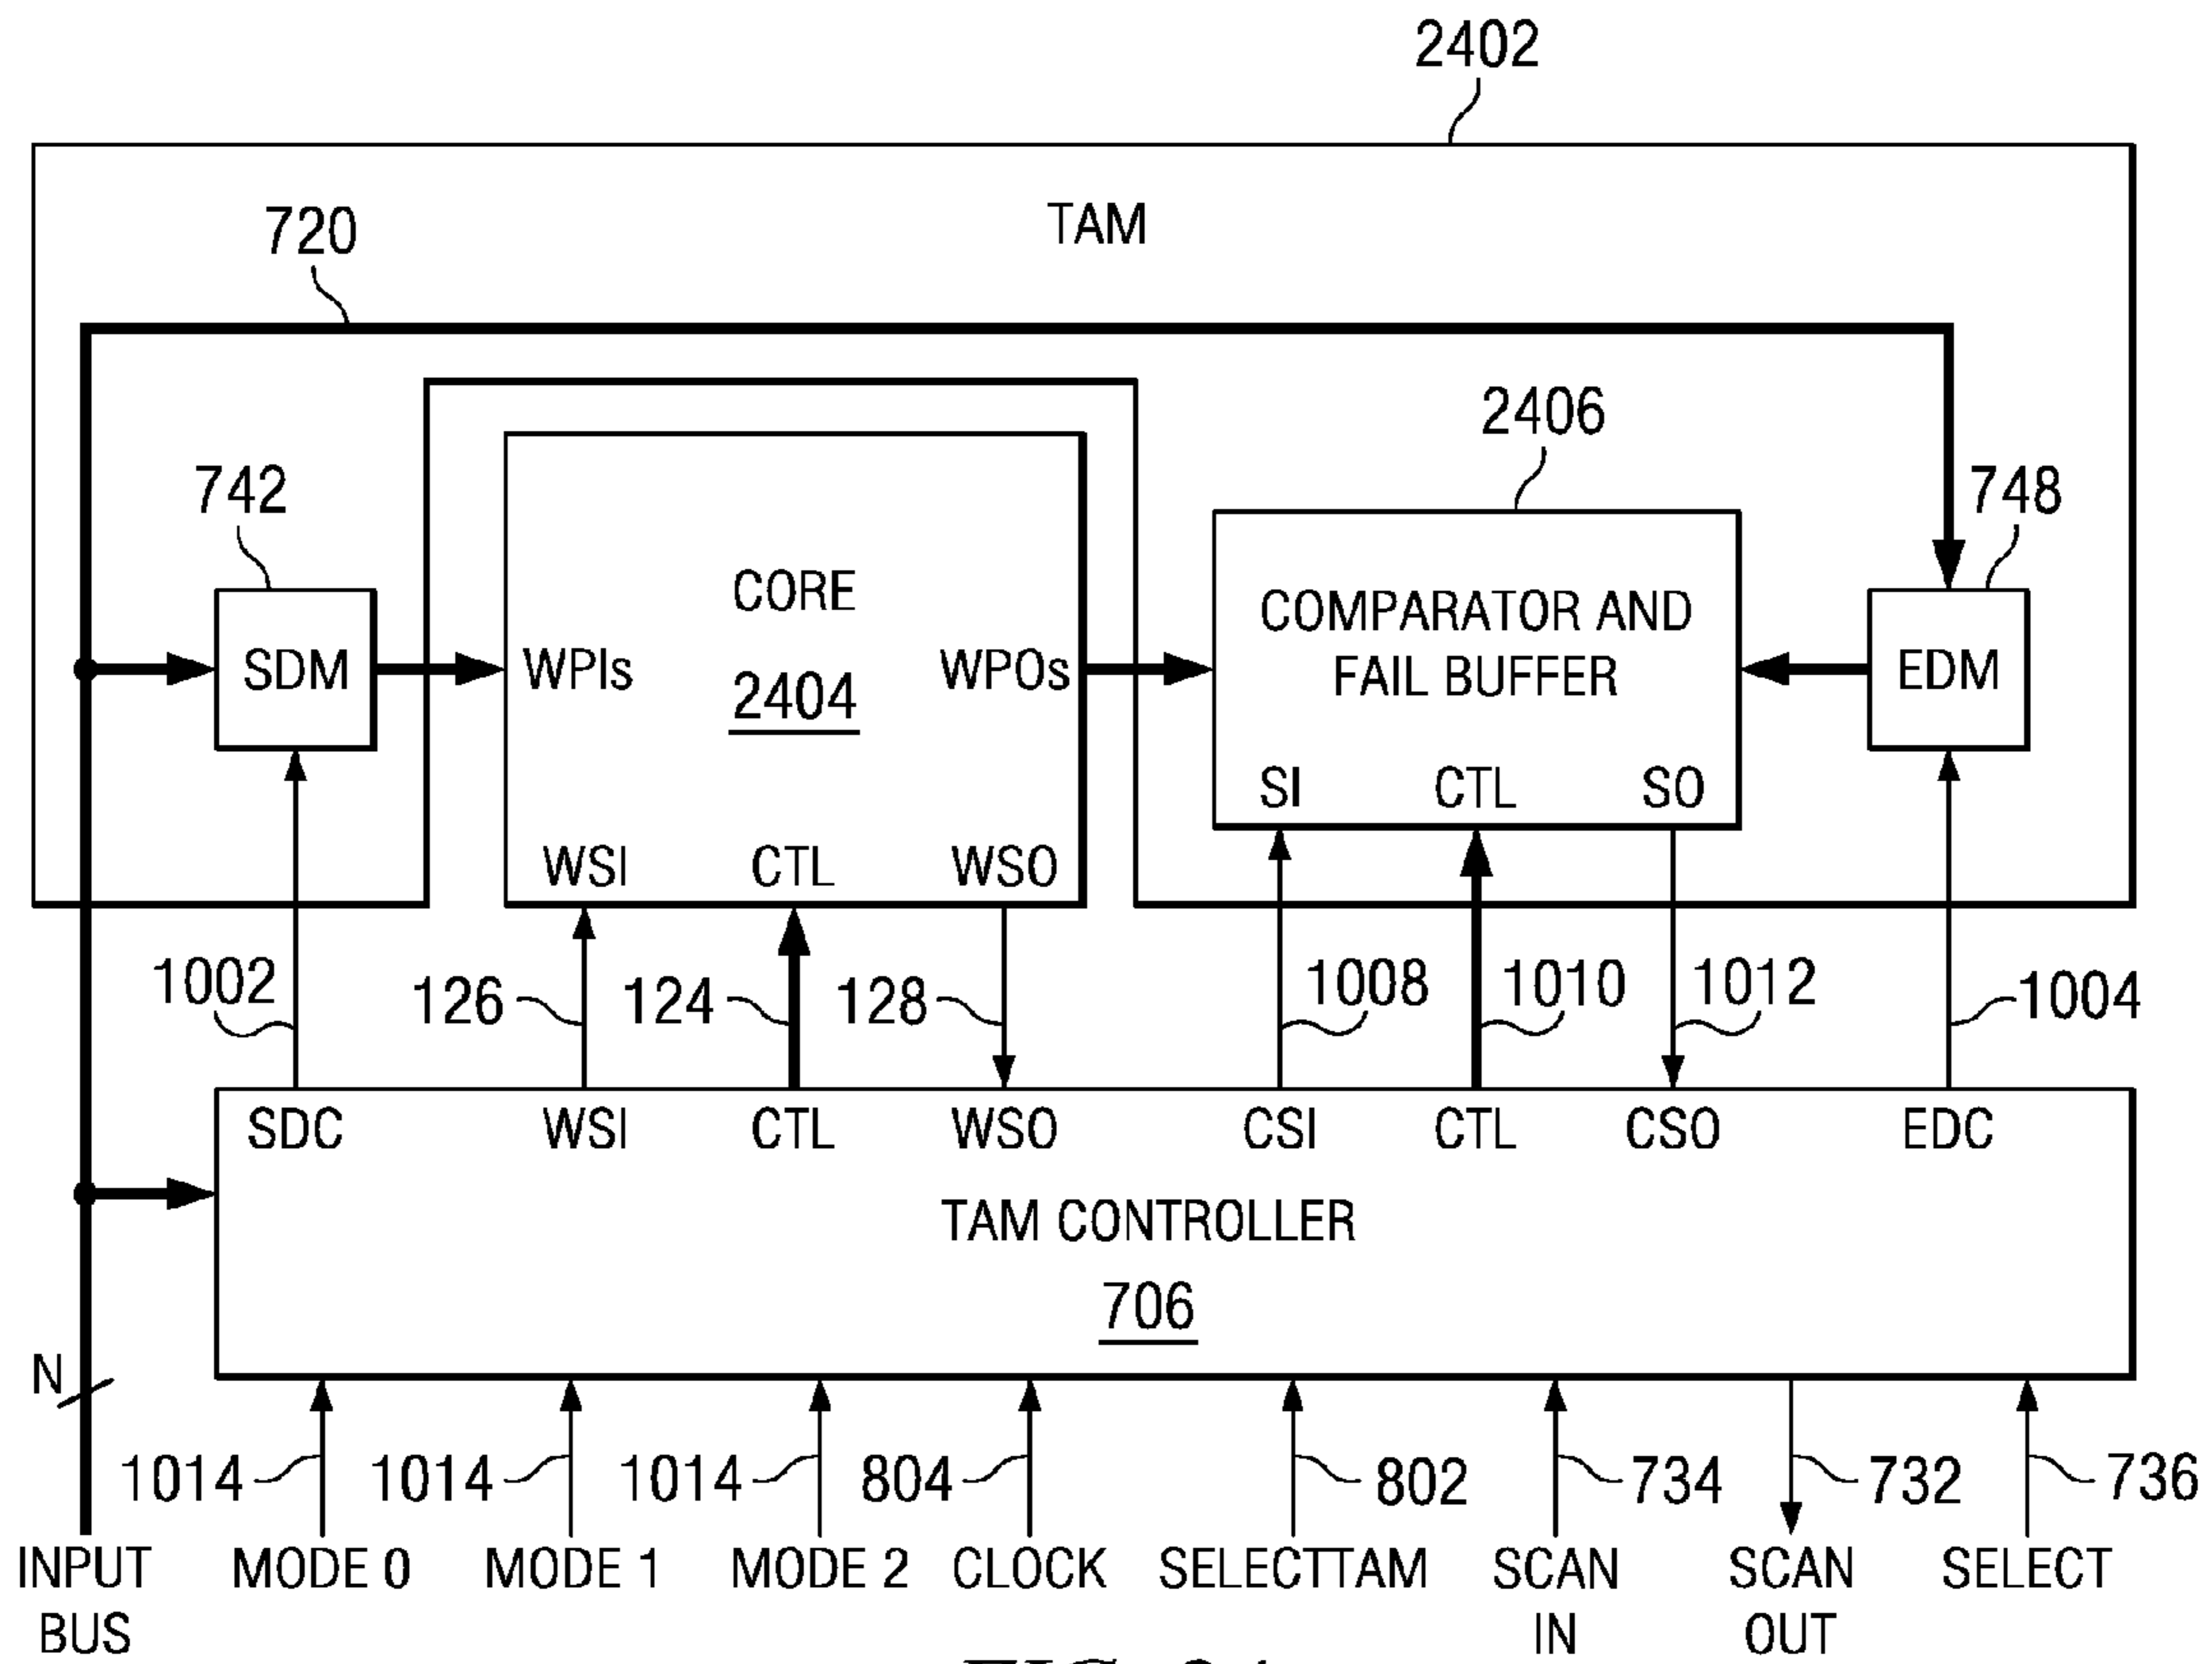 2402
TAM
720
2406
742
748
CORE
2404
SDM
WPIs
WPOs
COMPARATOR AND
FAIL BUFFER
EDM
SI CTL SO
WSI CTL WSO
1002
126
124
128
1008
1010
1012
1004
SDC WSI CTL WSO CSI CTL CSO EDC
TAM CONTROLLER
706
N
1014
1014
1014
804
802
734
732
736
INPUT
BUS
MODE 0
MODE 1
MODE 2
CLOCK
SELECTTAM
SCAN
IN
SCAN
OUT
SELECT